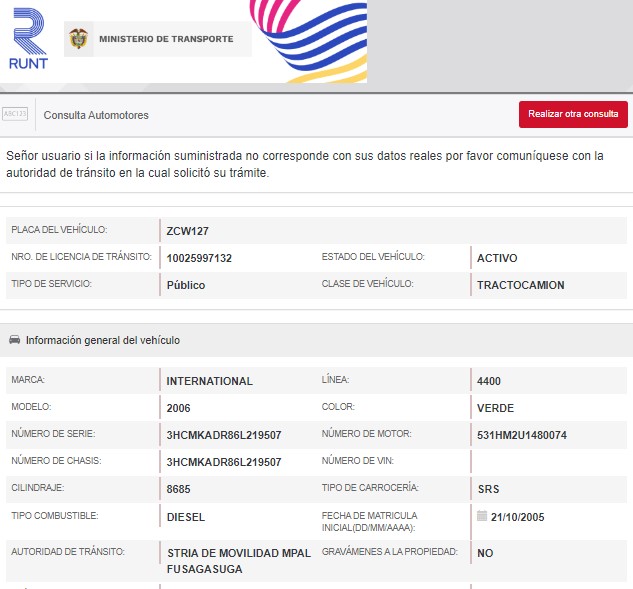 RUNT
MINISTERIO DE TRANSPORTE
ABC123
Consulta Automotores
Realizar otra consulta
Señor usuario si la información suministrada no corresponde con sus datos reales por favor comuníquese con la
autoridad de tránsito en la cual solicitó su trámite.
PLACA DEL VEHÍCULO: ZCW127
NRO. DE LICENCIA DE TRÁNSITO: 10025997132 ESTADO DEL VEHÍCULO: ACTIVO
TIPO DE SERVICIO: Público CLASE DE VEHÍCULO: TRACTOCAMION
Información general del vehículo
MARCA: INTERNATIONAL LÍNEA: 4400
MODELO: 2006 COLOR: VERDE
NÚMERO DE SERIE: 3HCMKADR86L219507 NÚMERO DE MOTOR: 531HM2U1480074
NÚMERO DE CHASIS: 3HCMKADR86L219507 NÚMERO DE VIN:
CILINDRAJE: 8685 TIPO DE CARROCERÍA: SRS
TIPO COMBUSTIBLE: DIESEL FECHA DE MATRICULA
INICIAL(DD/MM/AAAA): 21/10/2005
AUTORIDAD DE TRÁNSITO: STRIA DE MOVILIDAD MPAL GRAVÁMENES A LA PROPIEDAD: NO
FUSAGASUGA